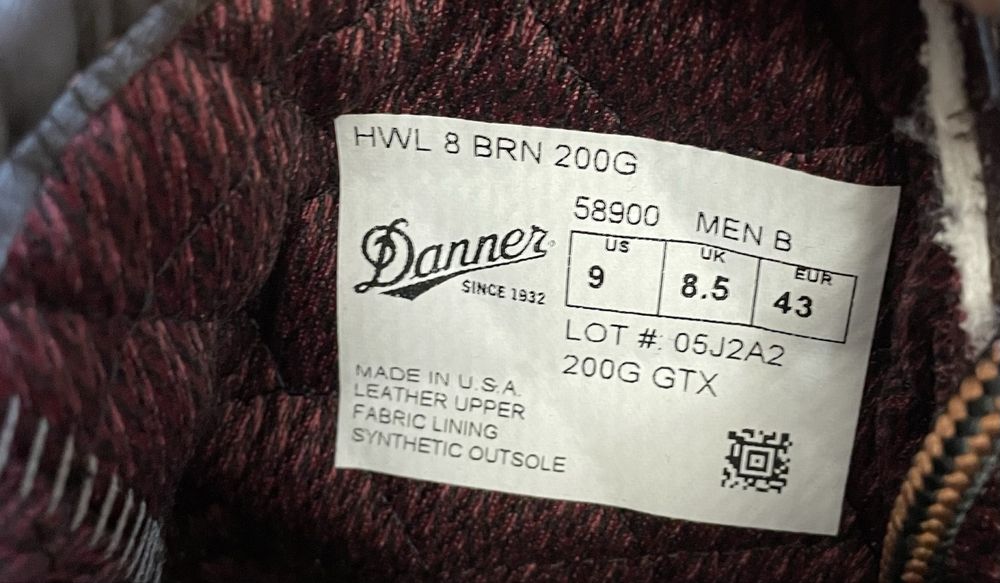 HWL 8 BRN 200G
58900 MEN B
Danner
SINCE 1932
US UK EUR
9 8.5 43
LOT #: 05J2A2
200G GTX
MADE IN U.S.A.
LEATHER UPPER
FABRIC LINING
SYNTHETIC OUTSOLE